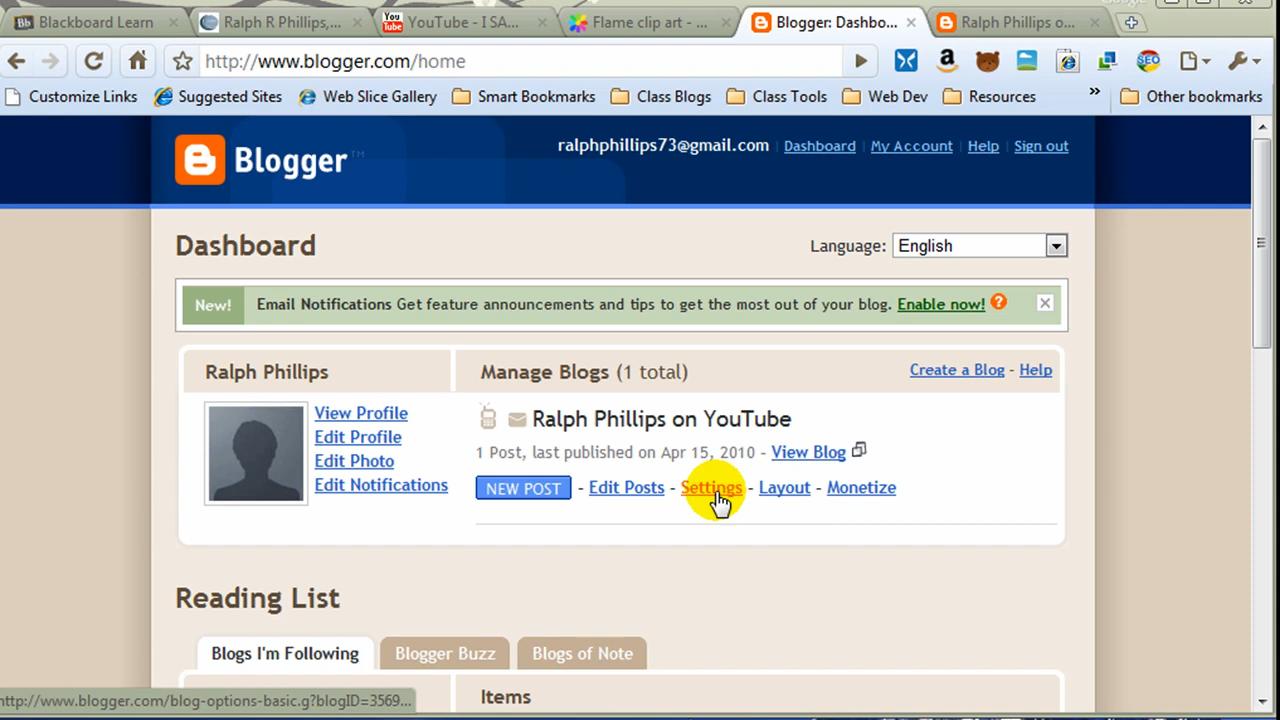 Blackboard Learn
Ralph R Phillips,
YouTube - I SA...
Flame clip art - ...
Blogger: Dashbo...
Ralph Phillips o...
http://www.blogger.com/home
Customize Links
Suggested Sites
Web Slice Gallery
Smart Bookmarks
Class Blogs
Class Tools
Web Dev
Resources
»
Other bookmarks
Blogger™
ralphphillips73@gmail.com | Dashboard | My Account | Help | Sign out
Dashboard
Language: English
New! Email Notifications Get feature announcements and tips to get the most out of your blog. Enable now! ?
Ralph Phillips
Manage Blogs (1 total)
Create a Blog - Help
View Profile
Edit Profile
Edit Photo
Edit Notifications
Ralph Phillips on YouTube
1 Post, last published on Apr 15, 2010 - View Blog
NEW POST - Edit Posts - Settings - Layout - Monetize
Reading List
Blogs I'm Following
Blogger Buzz
Blogs of Note
Items
http://www.blogger.com/blog-options-basic.g?blogID=3569...